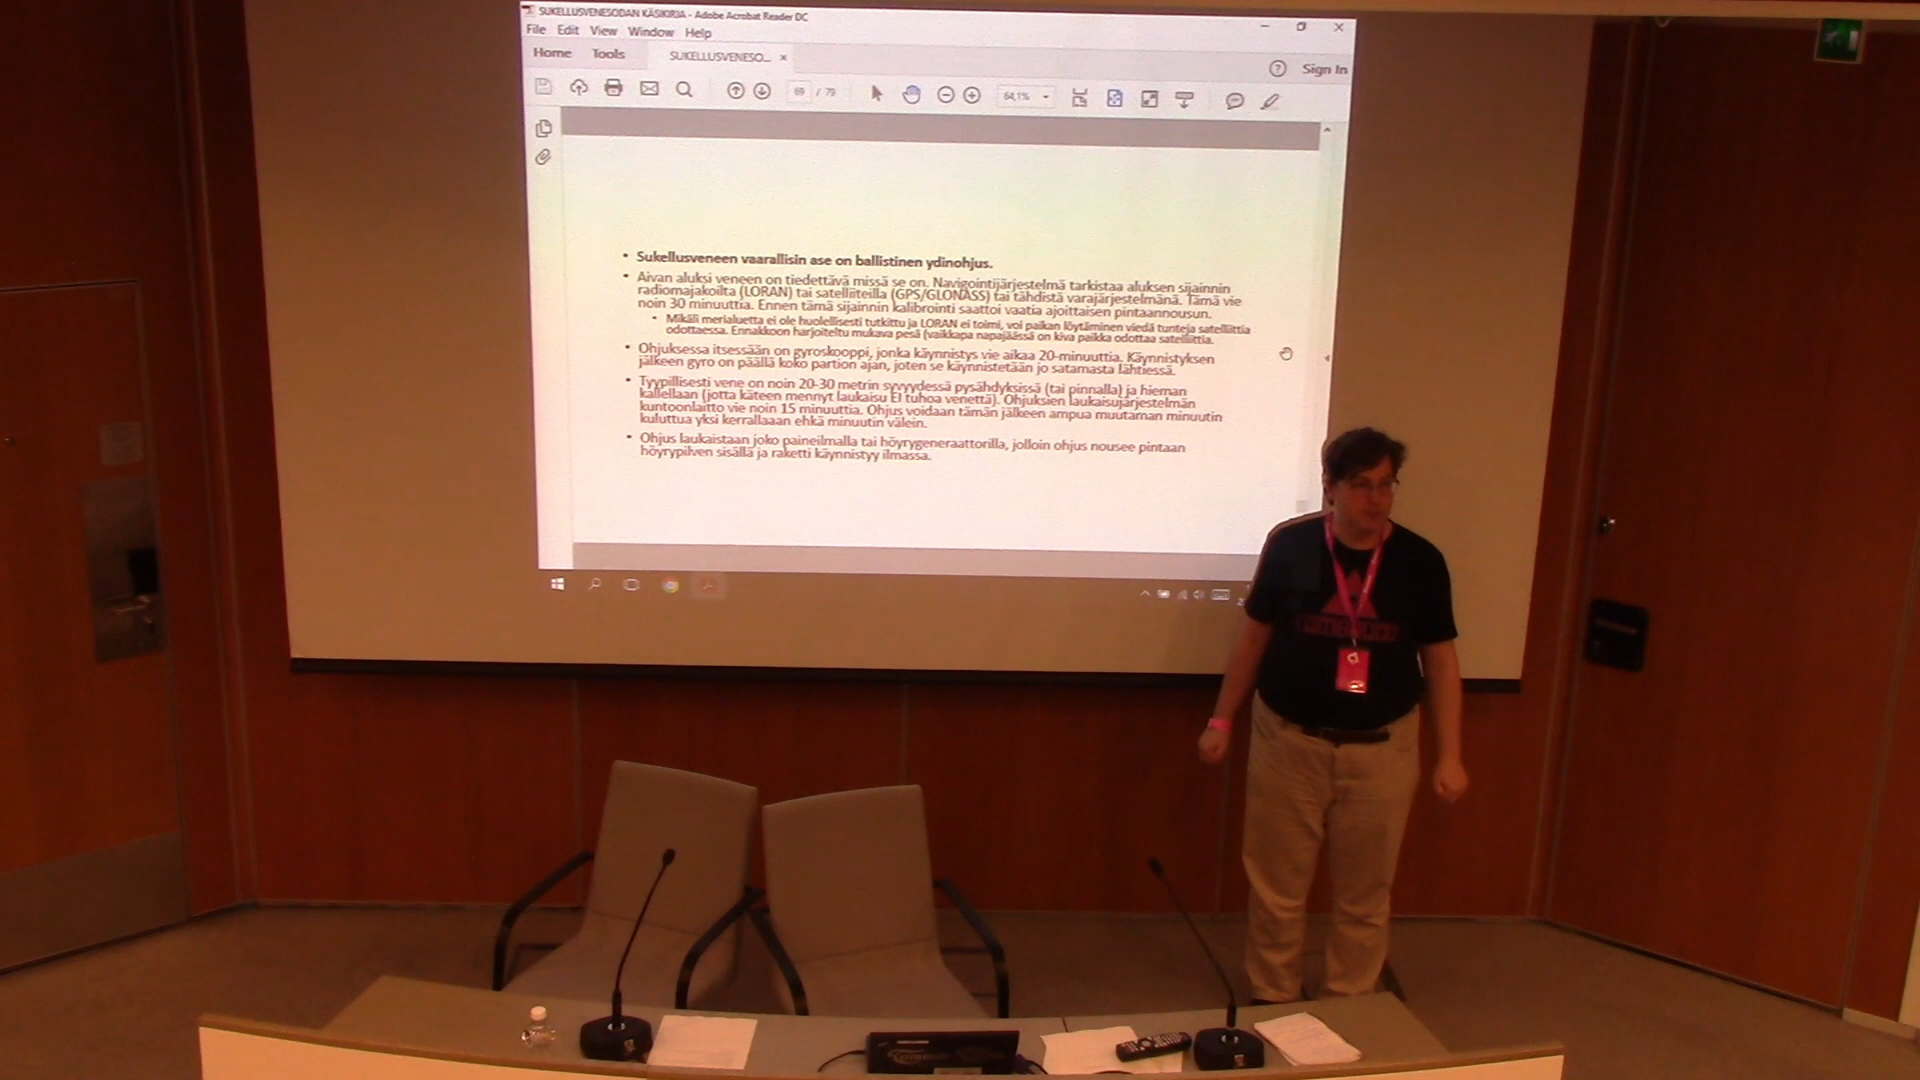 SUKELLUSVENESODAN KÄSIKIRJA - Adobe Acrobat Reader DC
File Edit View Window Help
Home Tools SUKELLUSVENESO... ×
Sign In
69 / 79
64,1%
• Sukellusveneen vaarallisin ase on ballistinen ydinohjus.
• Aivan aluksi veneen on tiedettävä missä se on. Navigointijärjestelmä tarkistaa aluksen sijainnin
radiomajakoilta (LORAN) tai satelliiteilla (GPS/GLONASS) tai tähdistä varajärjestelmänä. Tämä vie
noin 30 minuuttia. Ennen tämä sijainnin kalibrointi saattoi vaatia ajoittaisen pintaannousun.
• Mikäli merialuetta ei ole huolellisesti tutkittu ja LORAN ei toimi, voi paikan löytäminen viedä tunteja satelliittia
odottaessa. Ennakkoon harjoiteltu mukava pesä (vaikkapa napajäässä on kiva paikka odottaa satelliittia.
• Ohjuksessa itsessään on gyroskooppi, jonka käynnistys vie aikaa 20-minuuttia. Käynnistyksen
jälkeen gyro on päällä koko partion ajan, joten se käynnistetään jo satamasta lähtiessä.
• Tyypillisesti vene on noin 20-30 metrin syvyydessä pysähdyksissä (tai pinnalla) ja hieman
kallellaan (jotta käteen mennyt laukaisu EI tuhoa venettä). Ohjuksien laukaisujärjestelmän
kuntoonlaitto vie noin 15 minuuttia. Ohjus voidaan tämän jälkeen ampua muutaman minuutin
kuluttua yksi kerrallaaan ehkä minuutin välein.
• Ohjus laukaistaan joko paineilmalla tai höyrygeneraattorilla, jolloin ohjus nousee pintaan
höyrypilven sisällä ja raketti käynnistyy ilmassa.